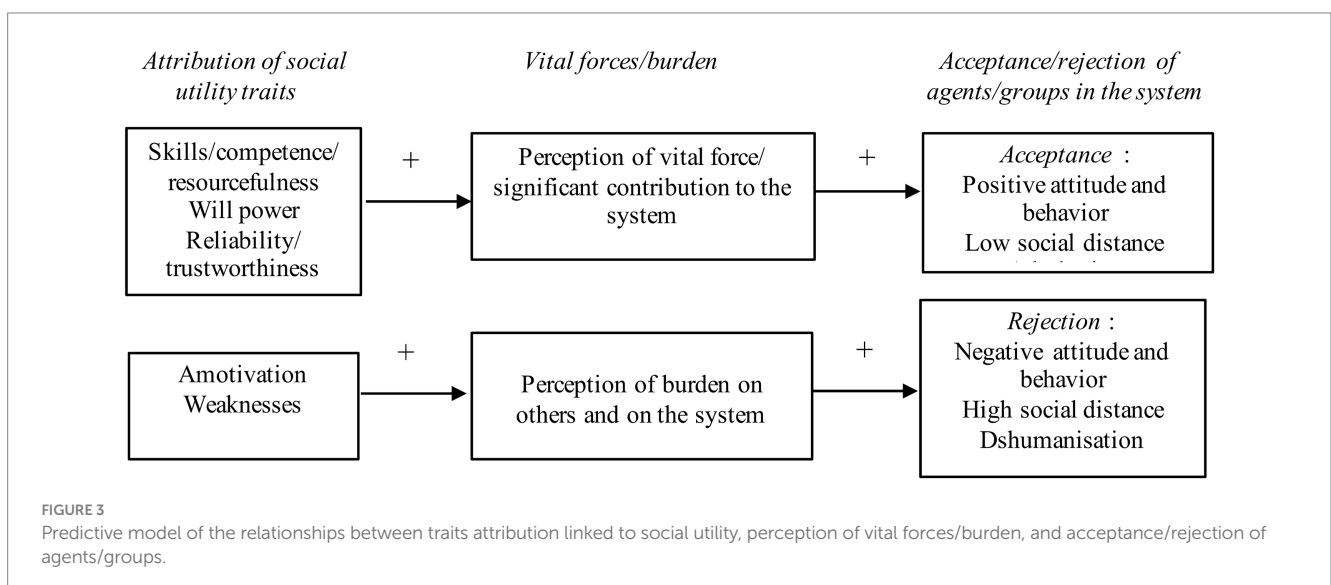 Attribution of social
utility traits
Vital forces/burden
Acceptance/rejection of
agents/groups in the system
Skills/competence/
resourcefulness
Will power
Reliability/
trustworthiness
+
Perception of vital force/
significant contribution to the
system
+
Acceptance :
Positive attitude and
behavior
Low social distance
Amotivation
Weaknesses
+
Perception of burden on
others and on the system
+
Rejection :
Negative attitude and
behavior
High social distance
Dshumanisation
FIGURE 3
Predictive model of the relationships between traits attribution linked to social utility, perception of vital forces/burden, and acceptance/rejection of
agents/groups.